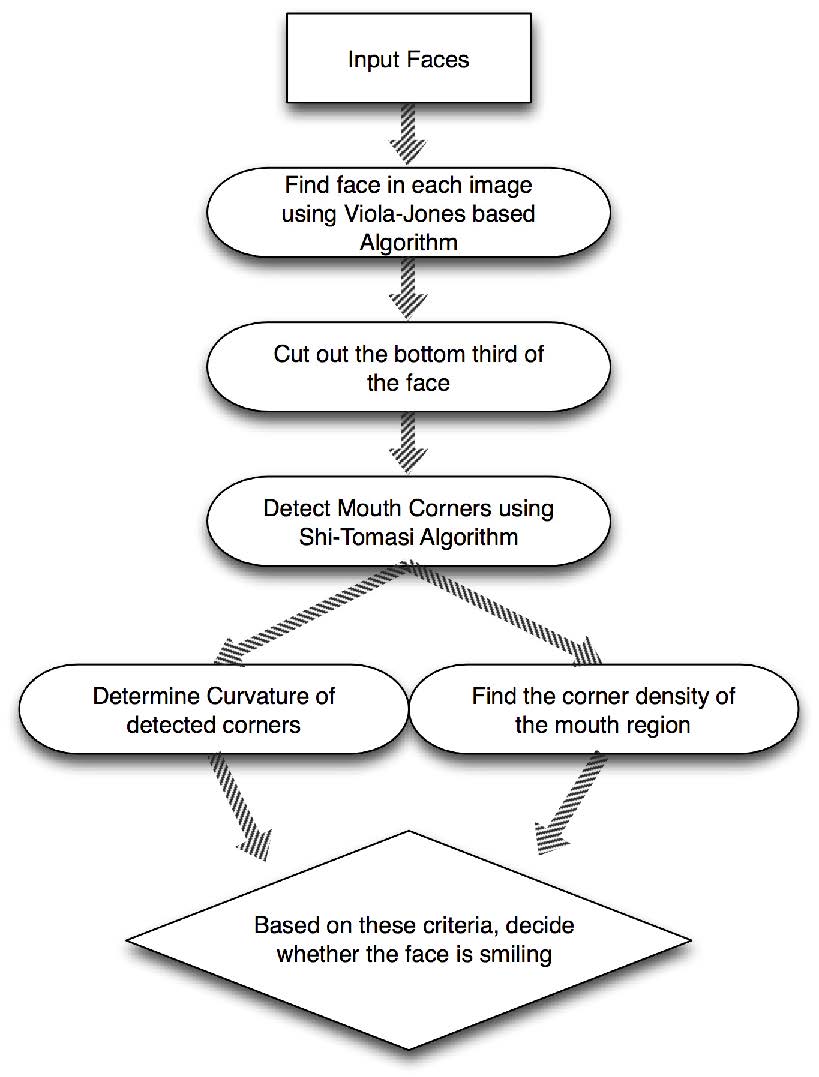 Input Faces
Find face in each image
using Viola-Jones based
Algorithm
Cut out the bottom third of
the face
Detect Mouth Corners using
Shi-Tomasi Algorithm
Determine Curvature of
detected corners
Find the corner density of
the mouth region
Based on these criteria, decide
whether the face is smiling